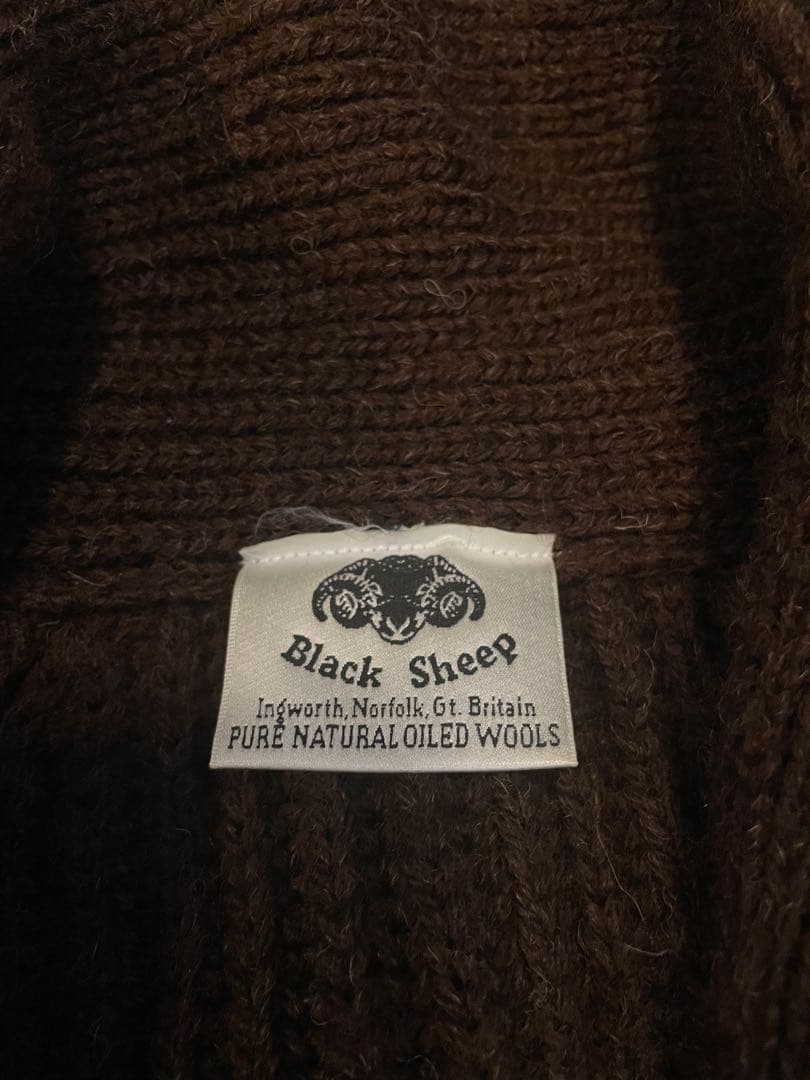 Black Sheep
Ingworth, Norfolk, Gt. Britain
PURE NATURAL OILED WOOLS